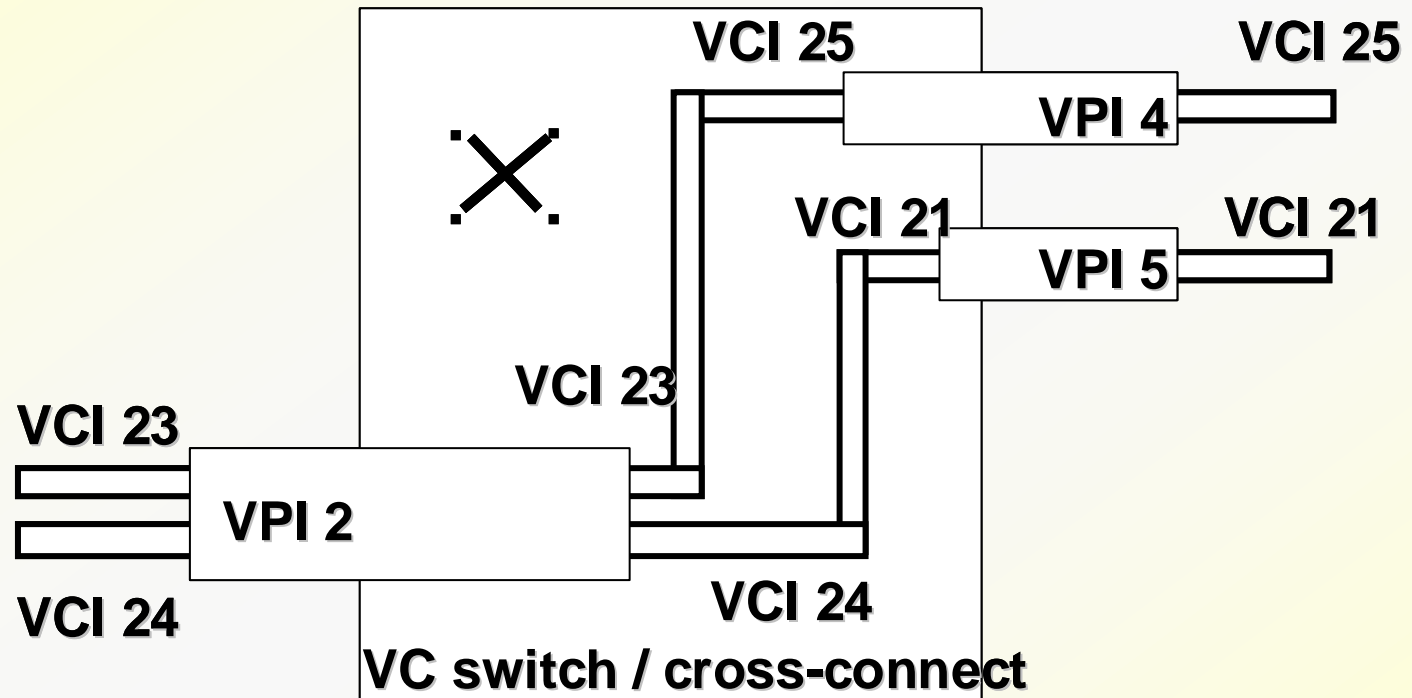 VCI 25
VCI 25
VPI 4
VCI 21
VCI 21
VPI 5
VCI 23
VCI 23
VPI 2
VCI 24
VCI 24
VC switch / cross-connect